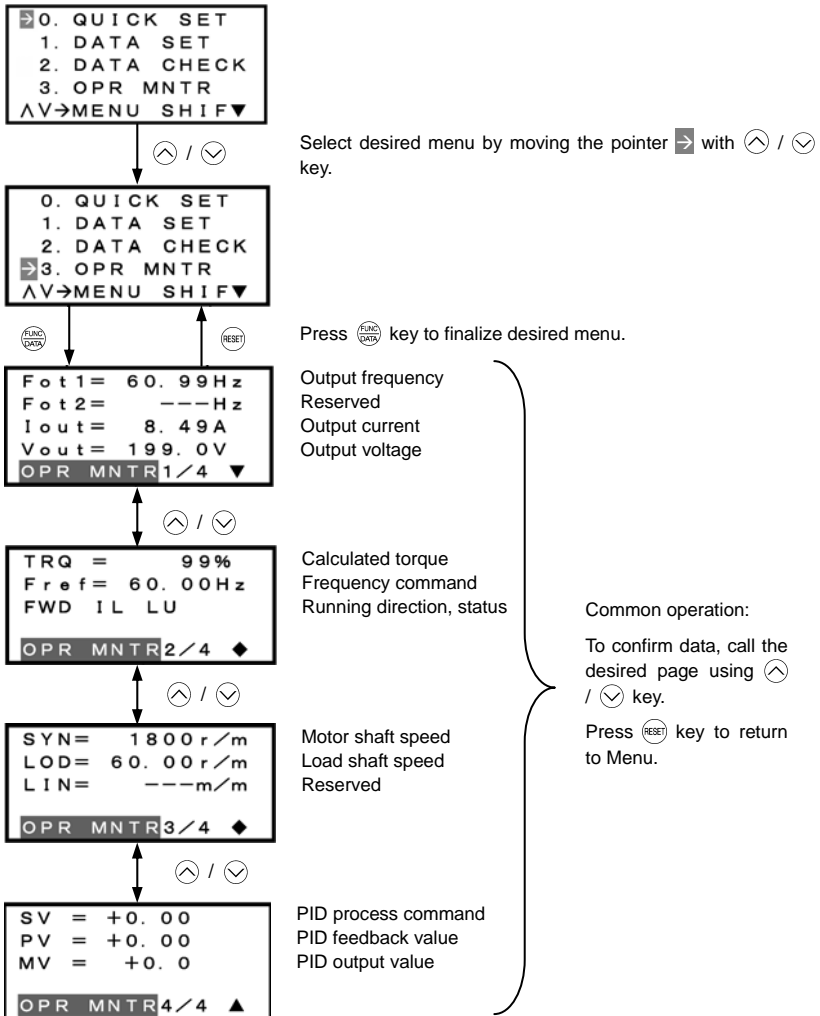 →0. QUICK SET
1. DATA SET
2. DATA CHECK
3. OPR MNTR
∧∨→MENU SHIF▼
/
Select desired menu by moving the pointer → with ∧ / ∨
key.
0. QUICK SET
1. DATA SET
2. DATA CHECK
→3. OPR MNTR
∧∨→MENU SHIF▼
FUNC
DATA
RESET
Press FUNC DATA key to finalize desired menu.
Fot1= 60.99Hz
Output frequency
Fot2= ---Hz
Reserved
Iout= 8.49A
Output current
Vout= 199.0V
Output voltage
OPR MNTR1/4 ▼
/
TRQ = 99%
Calculated torque
Fref= 60.00Hz
Frequency command
FWD IL LU
Running direction, status
OPR MNTR2/4 ◆
Common operation:
To confirm data, call the
desired page using ∧
/ ∨ key.
Press RESET key to return
to Menu.
/
SYN= 1800r/m
Motor shaft speed
LOD= 60.00r/m
Load shaft speed
LIN= ---m/m
Reserved
OPR MNTR3/4 ◆
/
SV = +0.00
PID process command
PV = +0.00
PID feedback value
MV = +0.0
PID output value
OPR MNTR4/4 ▲